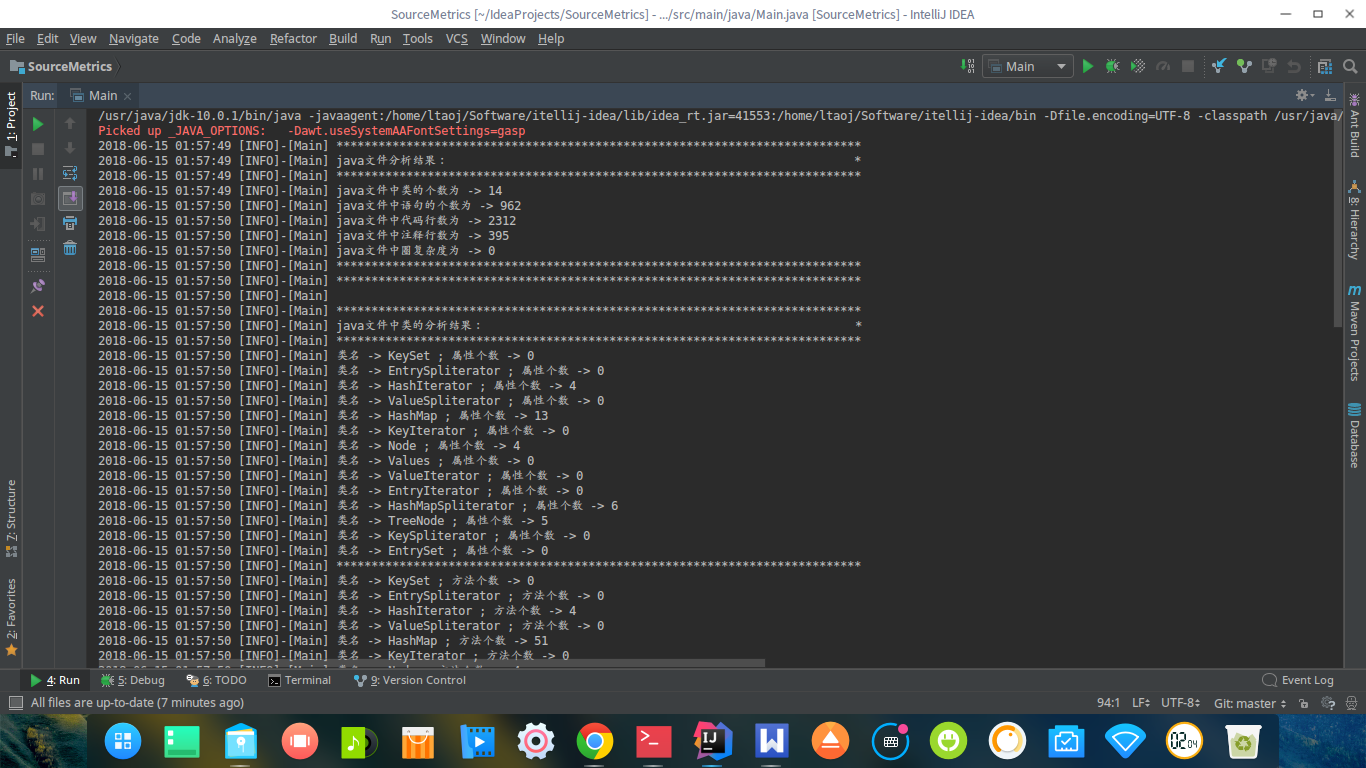 SourceMetrics [~/IdeaProjects/SourceMetrics] - .../src/main/java/Main.java [SourceMetrics] - IntelliJ IDEA
File Edit View Navigate Code Analyze Refactor Build Run Tools VCS Window Help
SourceMetrics Main
1: Project
Run: Main
/usr/java/jdk-10.0.1/bin/java -javaagent:/home/ltaoj/Software/itellij-idea/lib/idea_rt.jar=41553:/home/ltaoj/Software/itellij-idea/bin -Dfile.encoding=UTF-8 -classpath /usr/java/
Picked up _JAVA_OPTIONS:   -Dawt.useSystemAAFontSettings=gasp
2018-06-15 01:57:49 [INFO]-[Main] ***************************************************************************
2018-06-15 01:57:49 [INFO]-[Main] java文件分析结果： *
2018-06-15 01:57:49 [INFO]-[Main] ***************************************************************************
2018-06-15 01:57:49 [INFO]-[Main] java文件中类的个数为 -> 14
2018-06-15 01:57:50 [INFO]-[Main] java文件中语句的个数为 -> 962
2018-06-15 01:57:50 [INFO]-[Main] java文件中代码行数为 -> 2312
2018-06-15 01:57:50 [INFO]-[Main] java文件中注释行数为 -> 395
2018-06-15 01:57:50 [INFO]-[Main] java文件中圈复杂度为 -> 0
2018-06-15 01:57:50 [INFO]-[Main] ***************************************************************************
2018-06-15 01:57:50 [INFO]-[Main] ***************************************************************************
2018-06-15 01:57:50 [INFO]-[Main]
2018-06-15 01:57:50 [INFO]-[Main] ***************************************************************************
2018-06-15 01:57:50 [INFO]-[Main] java文件中类的分析结果： *
2018-06-15 01:57:50 [INFO]-[Main] ***************************************************************************
2018-06-15 01:57:50 [INFO]-[Main] 类名 -> KeySet ; 属性个数 -> 0
2018-06-15 01:57:50 [INFO]-[Main] 类名 -> EntrySpliterator ; 属性个数 -> 0
2018-06-15 01:57:50 [INFO]-[Main] 类名 -> HashIterator ; 属性个数 -> 4
2018-06-15 01:57:50 [INFO]-[Main] 类名 -> ValueSpliterator ; 属性个数 -> 0
2018-06-15 01:57:50 [INFO]-[Main] 类名 -> HashMap ; 属性个数 -> 13
2018-06-15 01:57:50 [INFO]-[Main] 类名 -> KeyIterator ; 属性个数 -> 0
2018-06-15 01:57:50 [INFO]-[Main] 类名 -> Node ; 属性个数 -> 4
2018-06-15 01:57:50 [INFO]-[Main] 类名 -> Values ; 属性个数 -> 0
2018-06-15 01:57:50 [INFO]-[Main] 类名 -> ValueIterator ; 属性个数 -> 0
2018-06-15 01:57:50 [INFO]-[Main] 类名 -> EntryIterator ; 属性个数 -> 0
2018-06-15 01:57:50 [INFO]-[Main] 类名 -> HashMapSpliterator ; 属性个数 -> 6
2018-06-15 01:57:50 [INFO]-[Main] 类名 -> TreeNode ; 属性个数 -> 5
2018-06-15 01:57:50 [INFO]-[Main] 类名 -> KeySpliterator ; 属性个数 -> 0
2018-06-15 01:57:50 [INFO]-[Main] 类名 -> EntrySet ; 属性个数 -> 0
2018-06-15 01:57:50 [INFO]-[Main] ***************************************************************************
2018-06-15 01:57:50 [INFO]-[Main] 类名 -> KeySet ; 方法个数 -> 0
2018-06-15 01:57:50 [INFO]-[Main] 类名 -> EntrySpliterator ; 方法个数 -> 0
2018-06-15 01:57:50 [INFO]-[Main] 类名 -> HashIterator ; 方法个数 -> 4
2018-06-15 01:57:50 [INFO]-[Main] 类名 -> ValueSpliterator ; 方法个数 -> 0
2018-06-15 01:57:50 [INFO]-[Main] 类名 -> HashMap ; 方法个数 -> 51
2018-06-15 01:57:50 [INFO]-[Main] 类名 -> KeyIterator ; 方法个数 -> 0
Ant Build
8: Hierarchy
Maven Projects
Database
7: Structure
2: Favorites
4: Run 5: Debug 6: TODO Terminal 9: Version Control Event Log
All files are up-to-date (7 minutes ago) 94:1 LF UTF-8 Git: master
02 04